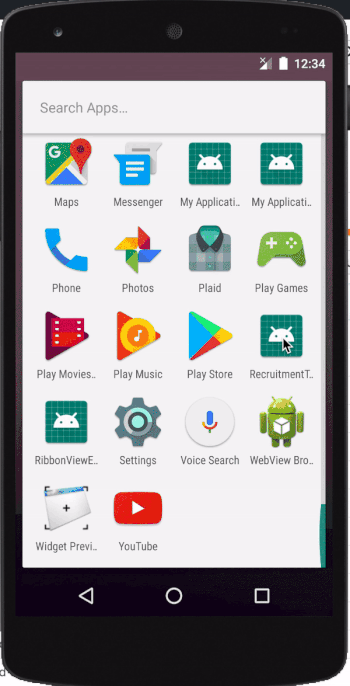 12:34
Search Apps...
Maps Messenger My Applicati.. My Applicati..
Phone Photos Plaid Play Games
Play Movies.. Play Music Play Store RecruitmentT..
RibbonViewE.. Settings Voice Search WebView Bro..
Widget Previ.. YouTube